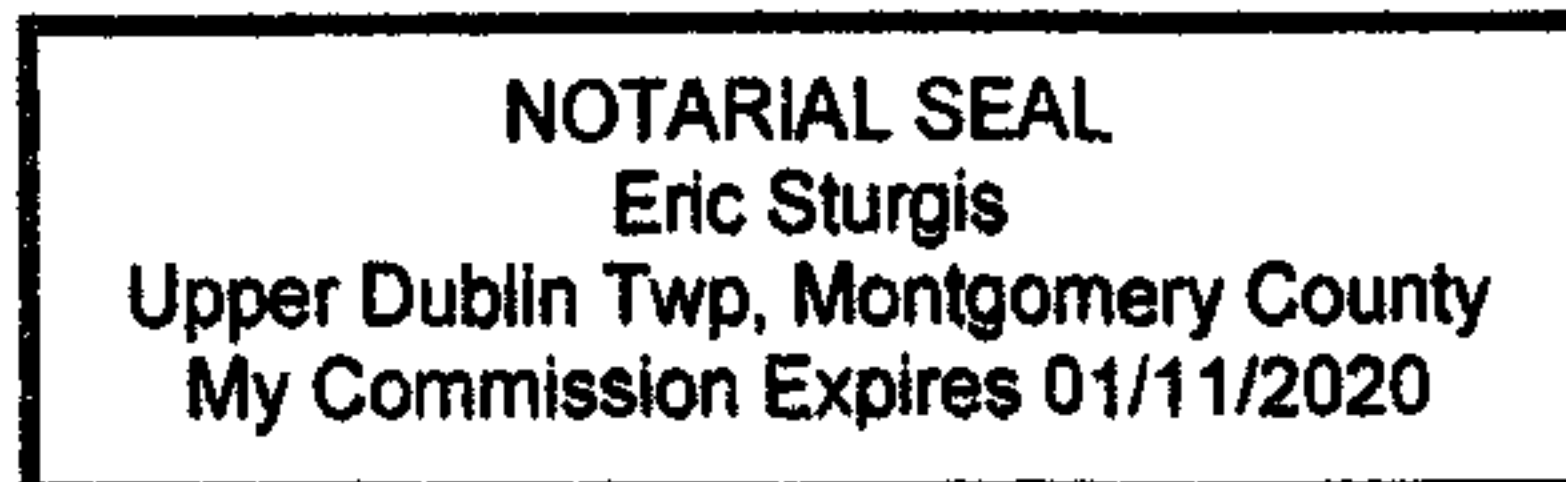 NOTARIAL SEAL
Eric Sturgis
Upper Dublin Twp, Montgomery County
My Commission Expires 01/11/2020